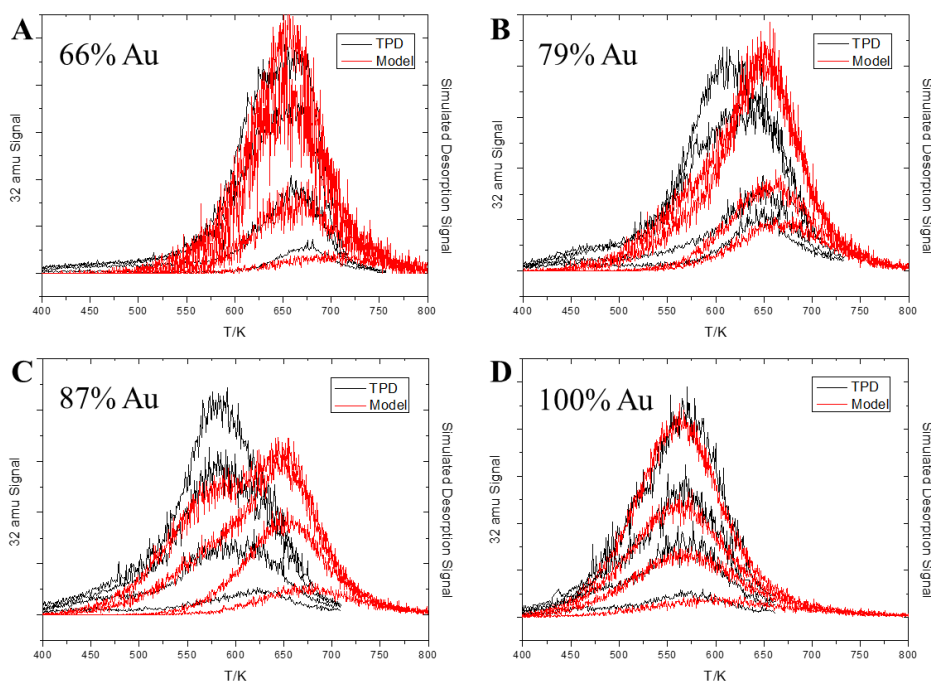 A
66% Au
TPD
Model
32 amu Signal
Simulated Desorption Signal
400 450 500 550 600 650 700 750 800
T/K
B
79% Au
TPD
Model
32 amu Signal
Simulated Desorption Signal
400 450 500 550 600 650 700 750 800
T/K
C
87% Au
TPD
Model
32 amu Signal
Simulated Desorption Signal
400 450 500 550 600 650 700 750 800
T/K
D
100% Au
TPD
Model
32 amu Signal
Simulated Desorption Signal
400 450 500 550 600 650 700 750 800
T/K